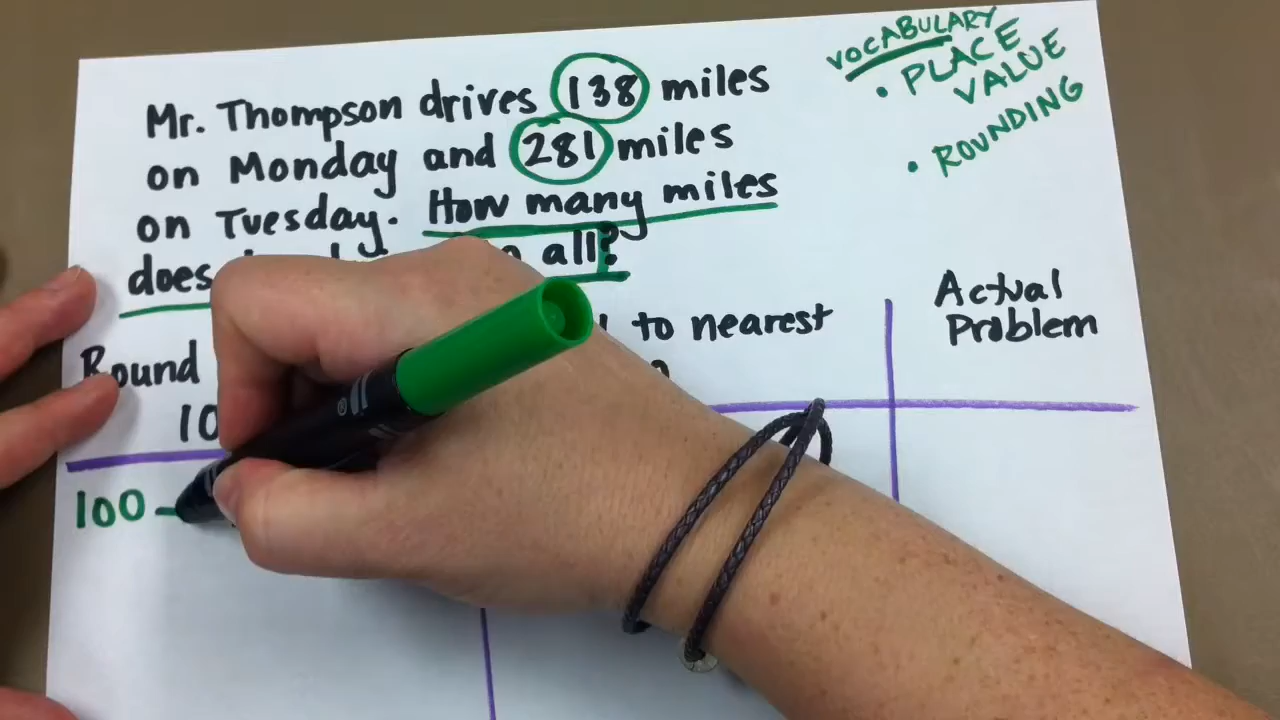 VOCABULARY
• PLACE
VALUE
• ROUNDING
Mr. Thompson drives 138 miles
on Monday and 281 miles
on Tuesday. How many miles
does all?
Round to nearest
Actual
Problem
100 -